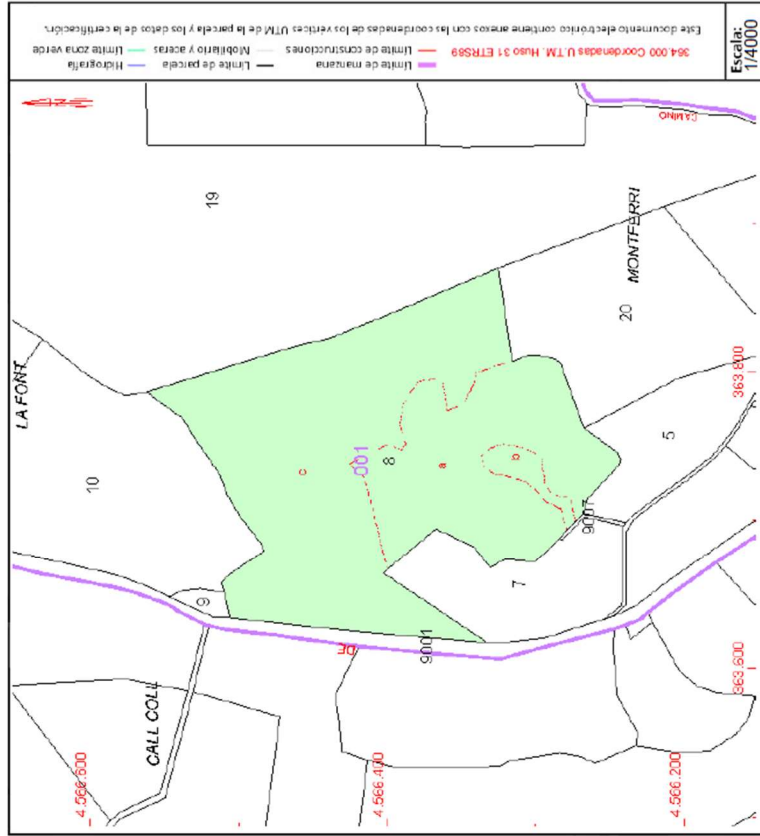 LA FONT
10
19
CALL COLL
9
001
c
8
a
b
7
9007
5
20
MONTFERRI
CAMINO
DE
9001
4.566.600
4.566.400
4.566.200
363.600
363.800
Escala:
1/4000
364.000 Coordenadas U.T.M. Huso 31 ETRS89
Límite de manzana
Límite de parcela
Límite de construcciones
Mobiliario y aceras
Límite zona verde
Hidrografía
Este documento electrónico contiene anexos con las coordenadas de los vértices UTM de la parcela y los datos de la certificación.